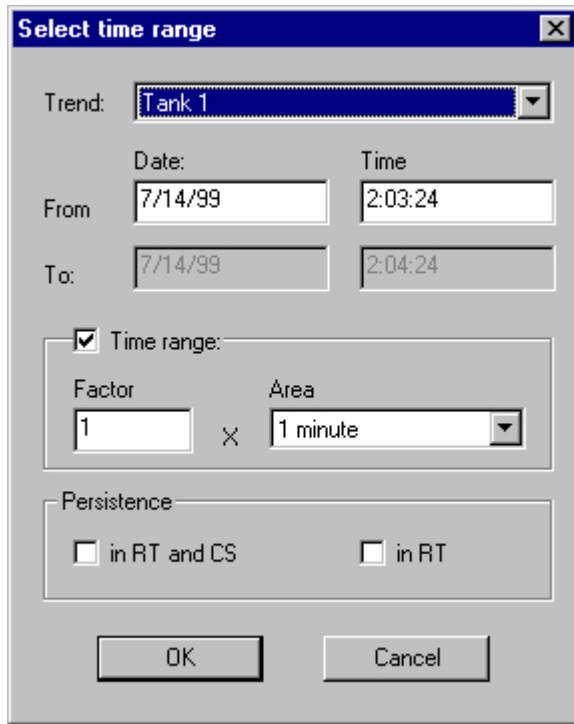 Select time range
Trend: Tank 1
Date: Time
From 7/14/99 2:03:24
To: 7/14/99 2:04:24
Time range:
Factor Area
1 X 1 minute
Persistence
in RT and CS in RT
OK Cancel